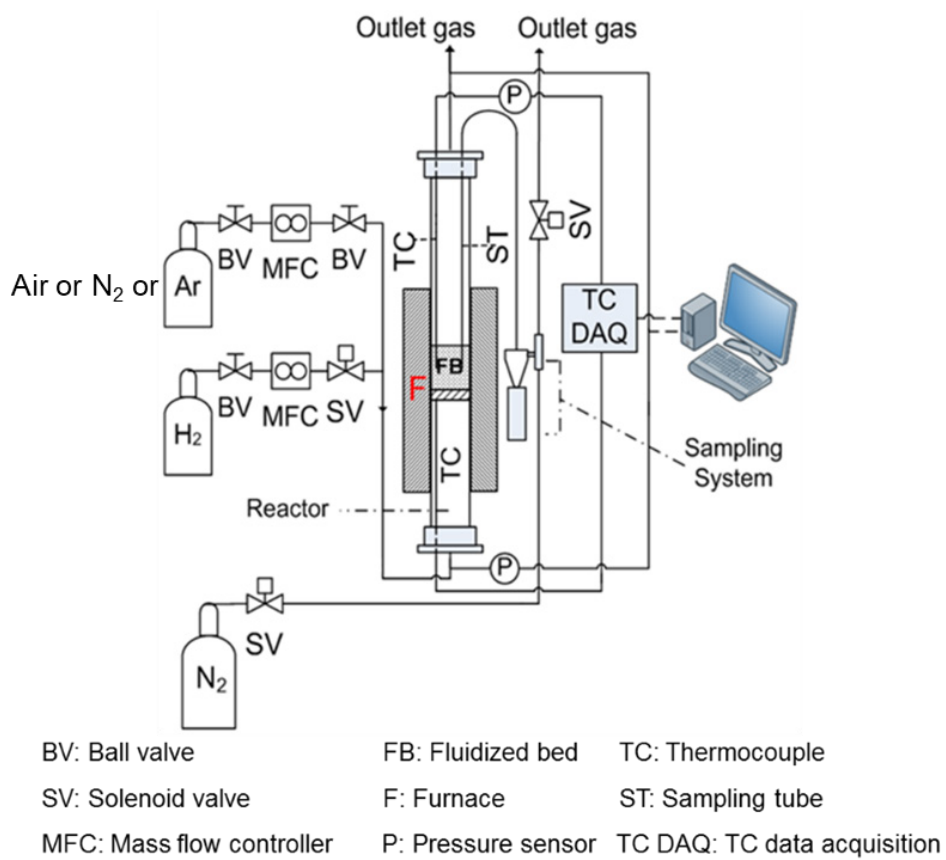 Outlet gas Outlet gas
P
TC
ST
SV
BV MFC BV
Air or N2 or Ar
TC
DAQ
FB
F
BV MFC SV
H2
TC
Sampling
System
Reactor
P
SV
N2
BV: Ball valve FB: Fluidized bed TC: Thermocouple
SV: Solenoid valve F: Furnace ST: Sampling tube
MFC: Mass flow controller P: Pressure sensor TC DAQ: TC data acquisition